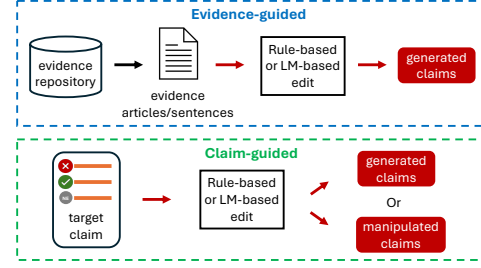 Evidence-guided
evidence
repository
evidence
articles/sentences
Rule-based
or LM-based
edit
generated
claims
Claim-guided
target
claim
Rule-based
or LM-based
edit
generated
claims
Or
manipulated
claims